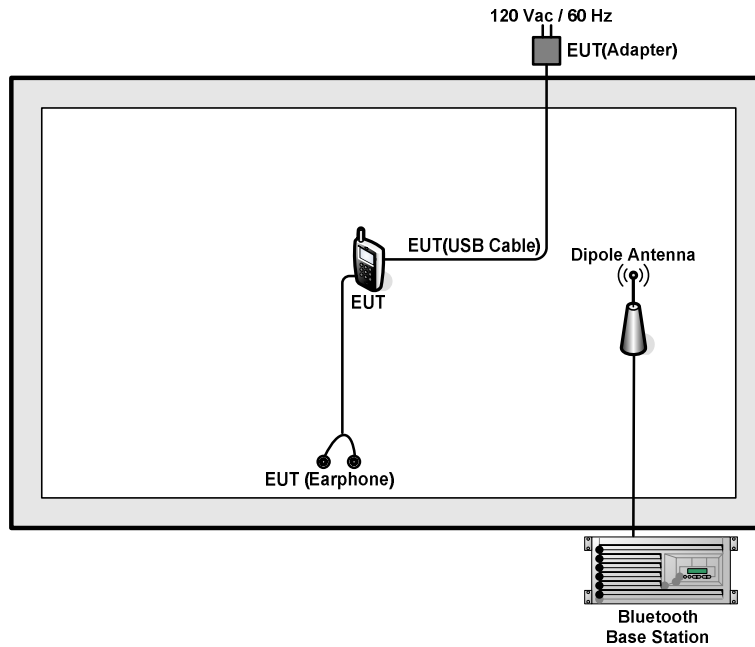 120 Vac / 60 Hz
EUT(Adapter)
EUT(USB Cable)
Dipole Antenna
EUT
EUT (Earphone)
Bluetooth
Base Station